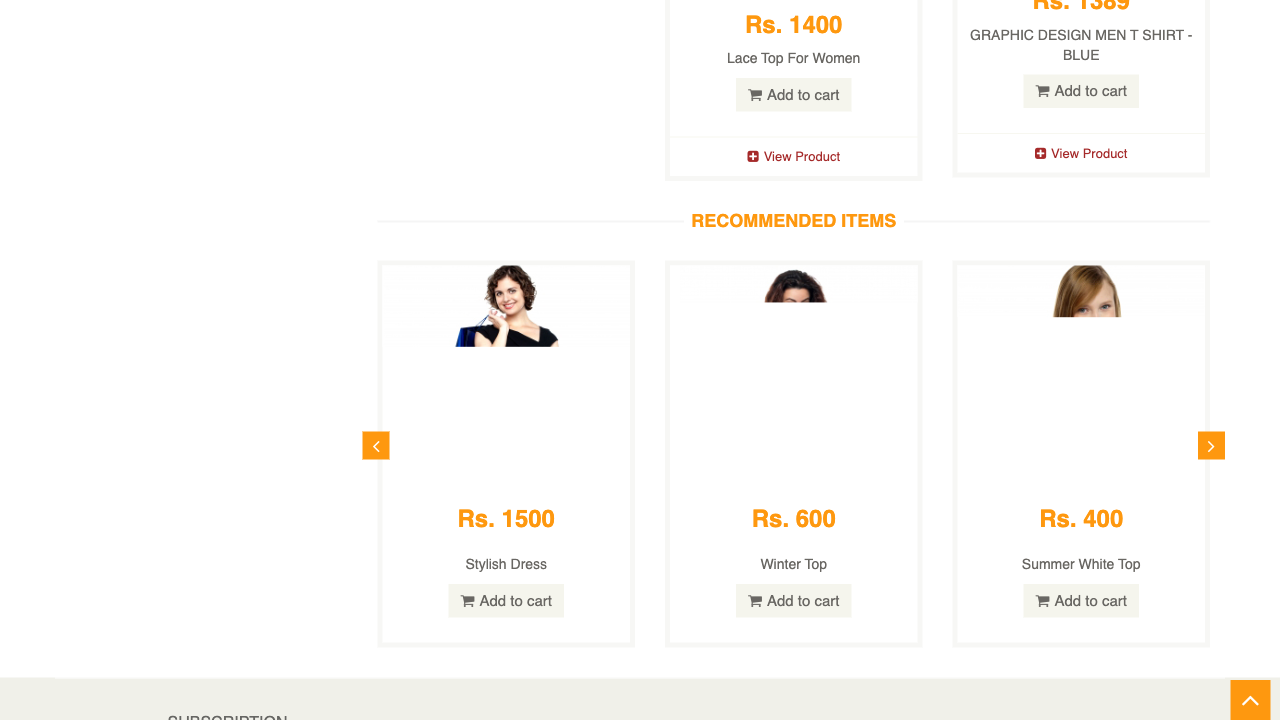 Rs. 1400
Lace Top For Women
Add to cart
View Product
Rs. 1389
GRAPHIC DESIGN MEN T SHIRT -
BLUE
Add to cart
View Product
RECOMMENDED ITEMS
Rs. 1500
Stylish Dress
Add to cart
Rs. 600
Winter Top
Add to cart
Rs. 400
Summer White Top
Add to cart
SUBSCRIPTION